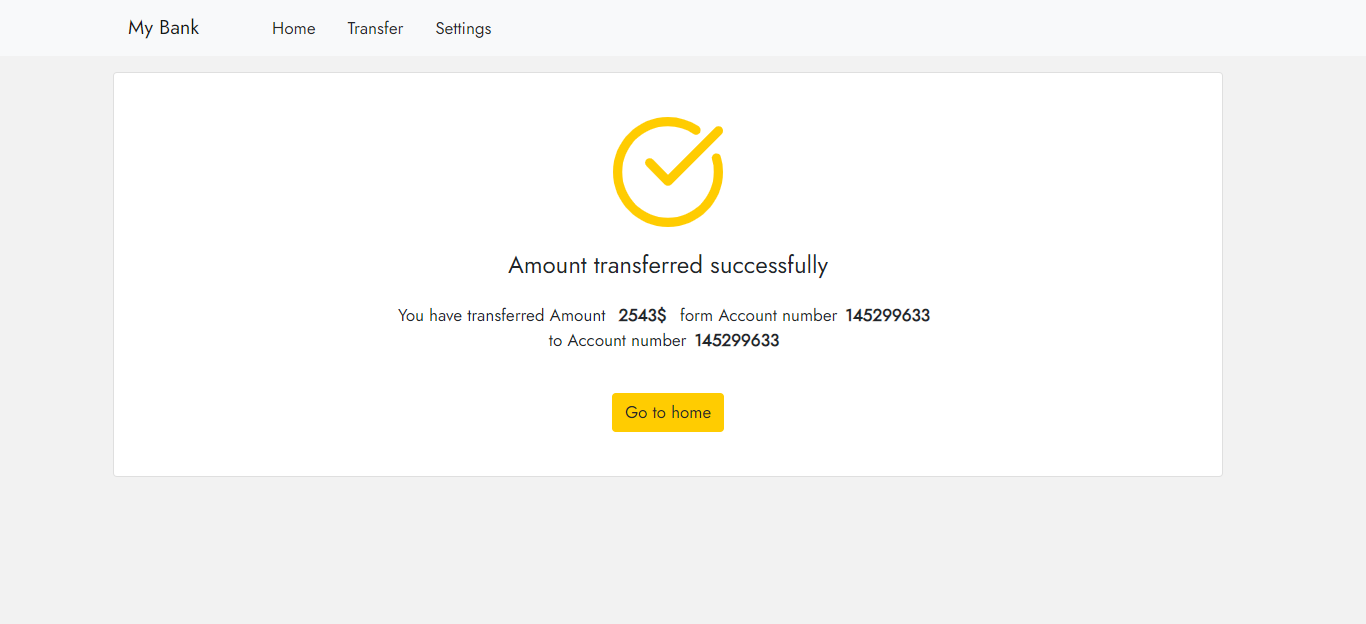 My Bank Home Transfer Settings
Amount transferred successfully
You have transferred Amount 2543$ form Account number 145299633
to Account number 145299633
Go to home